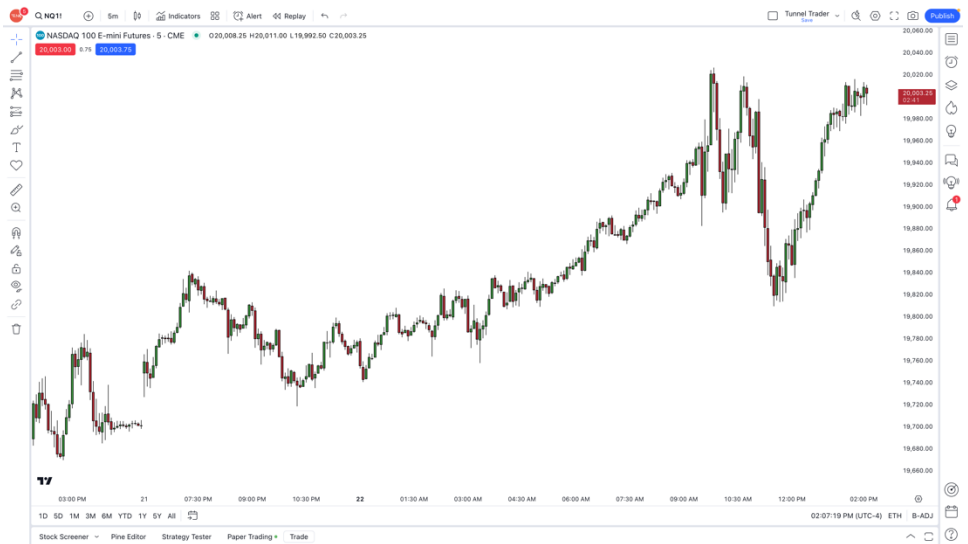 NQ1!
5m
Indicators
Alert
Replay
Tunnel Trader
Save
Publish
NASDAQ 100 E-mini Futures · 5 · CME
O20,008.25 H20,011.00 L19,992.50 C20,003.25
20,003.00
0.75
20,003.75
20,060.00
20,040.00
20,020.00
20,003.25
02:41
19,980.00
19,960.00
19,940.00
19,920.00
19,900.00
19,880.00
19,860.00
19,840.00
19,820.00
19,800.00
19,780.00
19,760.00
19,740.00
19,720.00
19,700.00
19,680.00
19,660.00
03:00 PM 21 07:30 PM 09:00 PM 10:30 PM 22 01:30 AM 03:00 AM 04:30 AM 06:00 AM 07:30 AM 09:00 AM 10:30 AM 12:00 PM 02:00 PM
1D 5D 1M 3M 6M YTD 1Y 5Y All
02:07:19 PM (UTC-4) ETH B-ADJ
Stock Screener Pine Editor Strategy Tester Paper Trading Trade